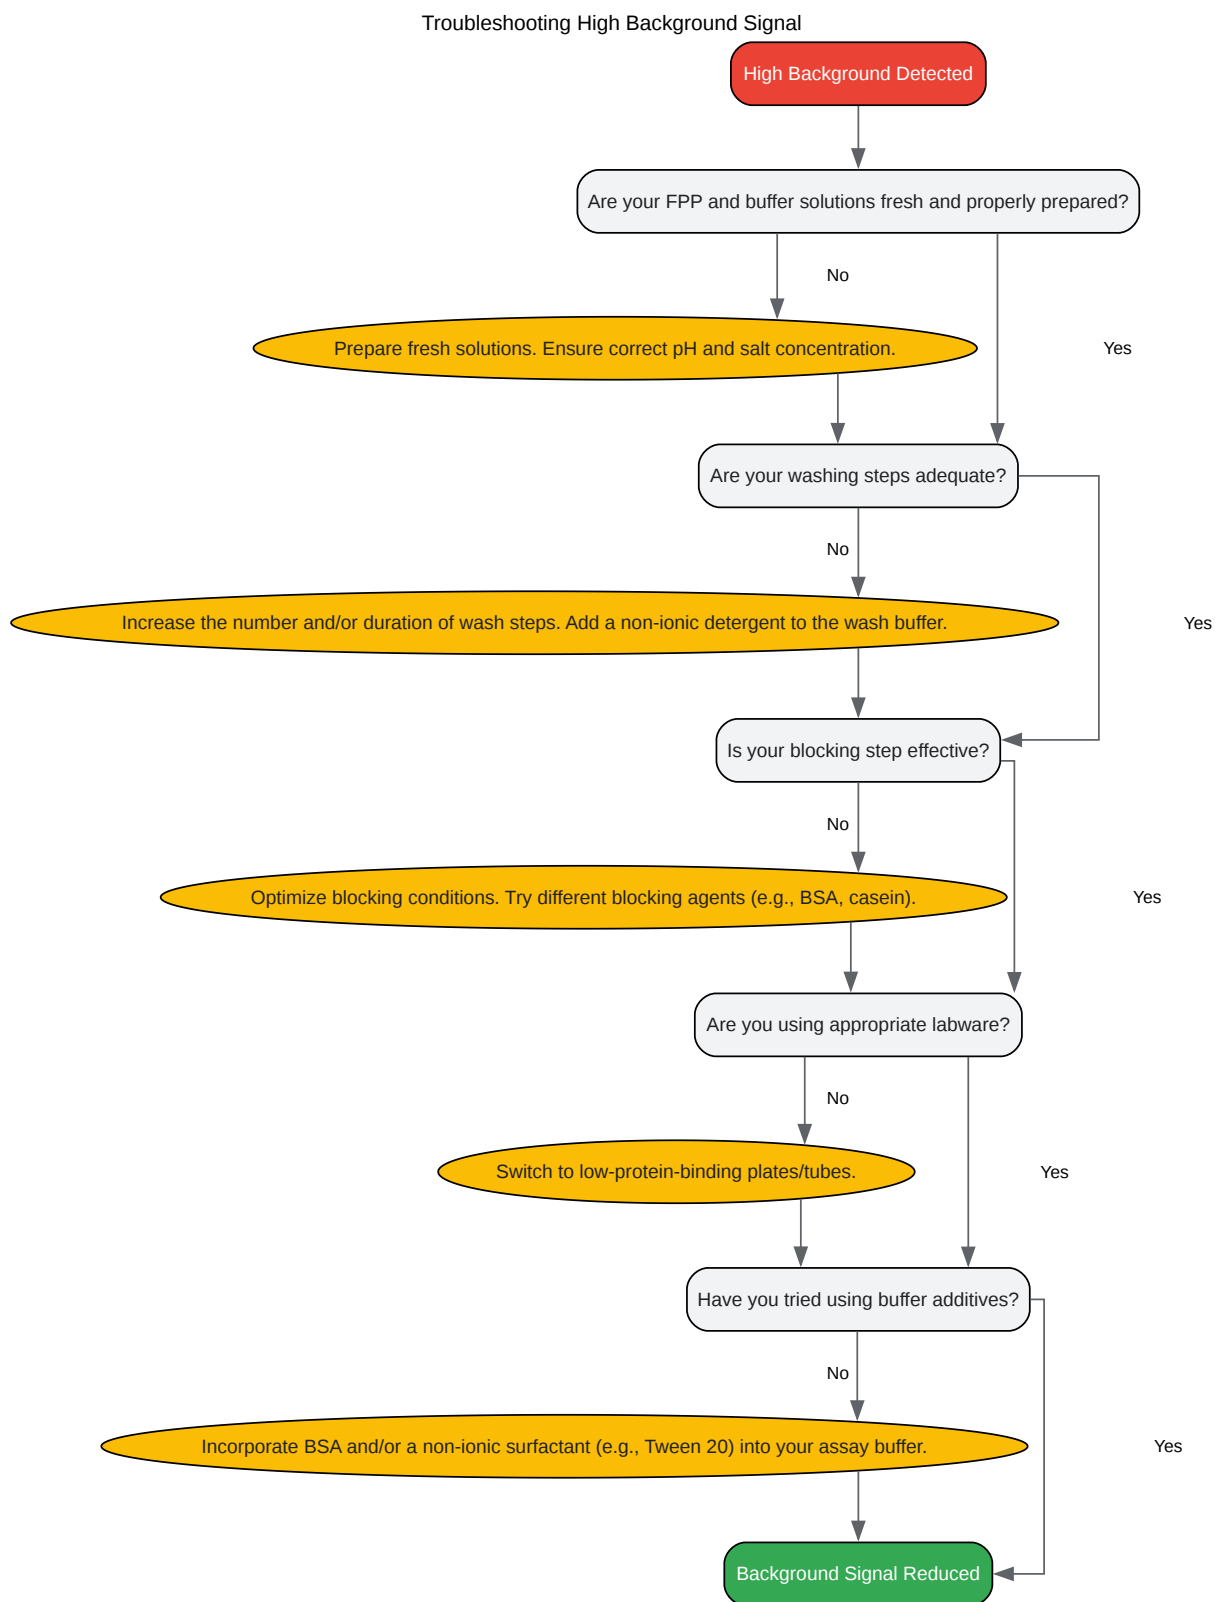 Troubleshooting High Background Signal
High Background Detected
Are your FPP and buffer solutions fresh and properly prepared?
No
Prepare fresh solutions. Ensure correct pH and salt concentration.
Yes
Are your washing steps adequate?
No
Increase the number and/or duration of wash steps. Add a non-ionic detergent to the wash buffer.
Yes
Is your blocking step effective?
No
Optimize blocking conditions. Try different blocking agents (e.g., BSA, casein).
Yes
Are you using appropriate labware?
No
Switch to low-protein-binding plates/tubes.
Yes
Have you tried using buffer additives?
No
Incorporate BSA and/or a non-ionic surfactant (e.g., Tween 20) into your assay buffer.
Yes
Background Signal Reduced